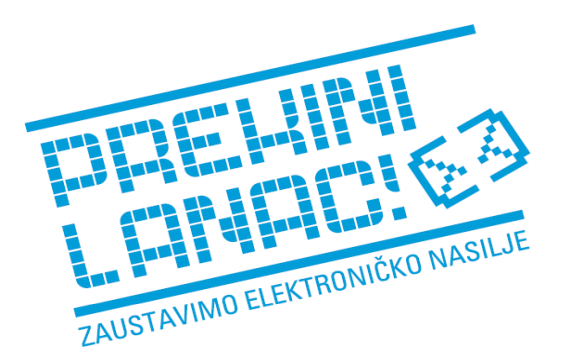 PREKINI
LANAC!
ZAUSTAVIMO ELEKTRONIČKO NASILJE